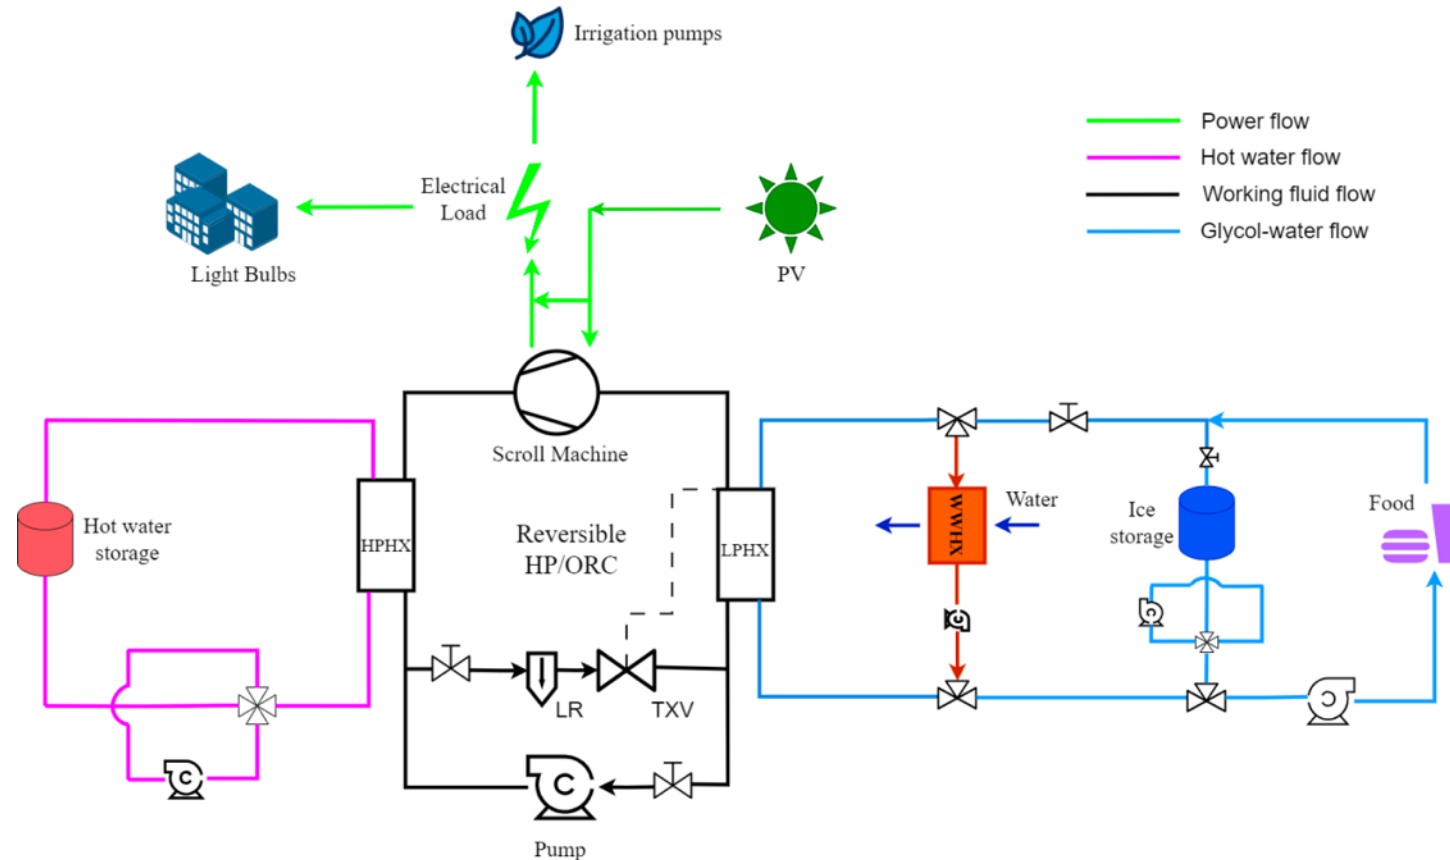 Irrigation pumps
Power flow
Hot water flow
Working fluid flow
Glycol-water flow
Electrical
Load
Light Bulbs
PV
Scroll Machine
Hot water
storage
HPHX
Reversible
HP/ORC
LPHX
WWHX
Water
Ice
storage
Food
LR
TXV
C
C
C
C
C
Pump